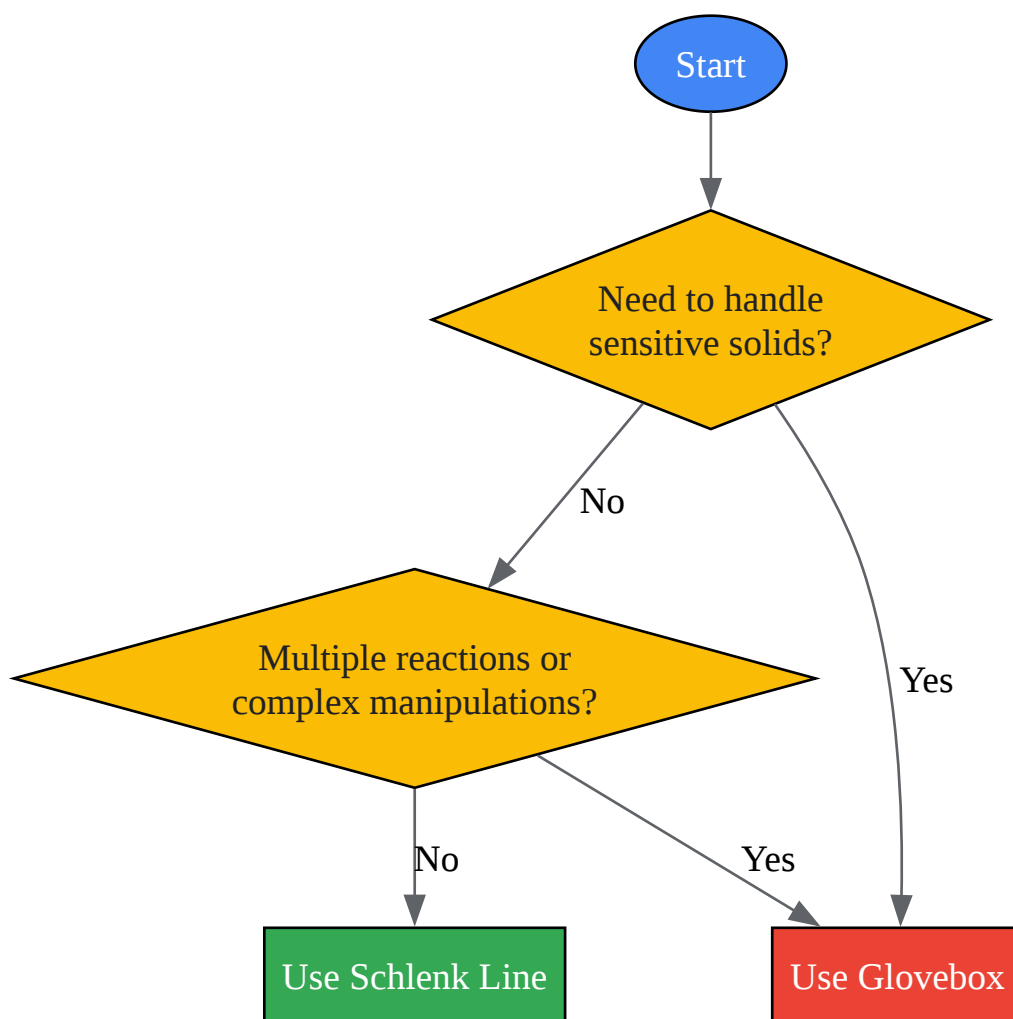 Start
Need to handle
sensitive solids?
No
Multiple reactions or
complex manipulations?
Yes
No
Yes
Use Schlenk Line
Use Glovebox